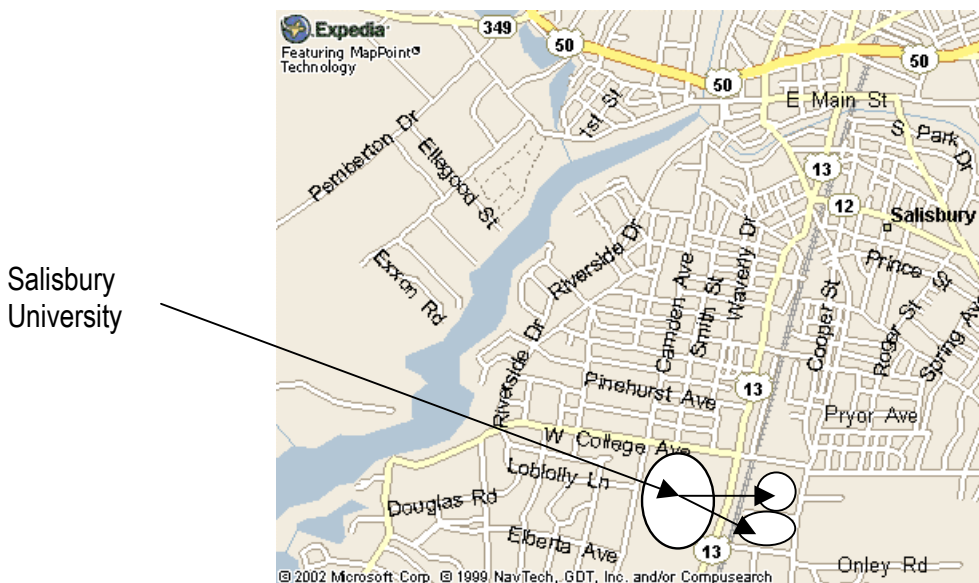 Expedia
Featuring MapPoint®
Technology
349
50
50
50
E Main St
1st St
S Park Dr
Pemberton Dr
Ellegood St
13
12
Salisbury
Exxon Rd
Riverside Dr
Waverly Dr
Prince St
Salisbury
University
Camden Ave
Smith St
Cooper St
Roger St
Spring Av
Riverside Dr
Pinehurst Ave
13
Pryor Ave
W College Ave
Loblolly Ln
Douglas Rd
Elberta Ave
13
Onley Rd
© 2002 Microsoft Corp. © 1999 NavTech, GDT, Inc. and/or Compusearch